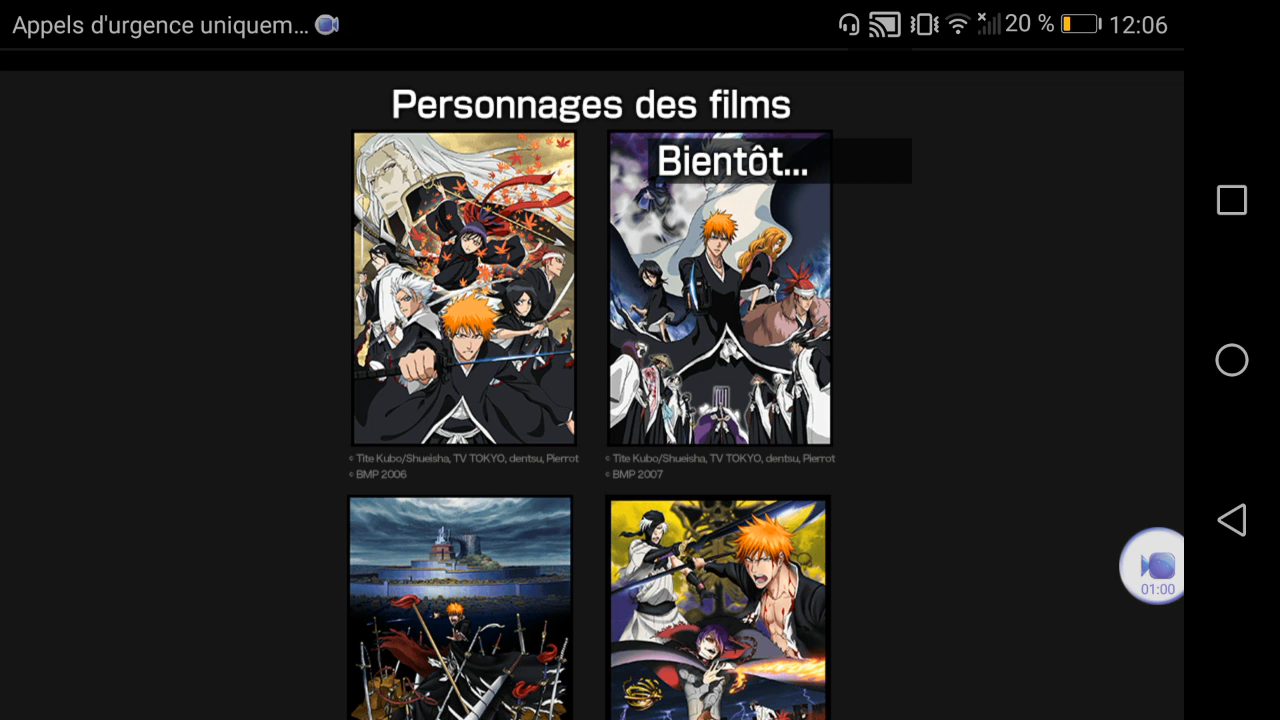 Appels d'urgence uniquem... 20 % 12:06
Personnages des films
Bientôt...
© Tite Kubo/Shueisha, TV TOKYO, dentsu, Pierrot
© BMP 2006
© Tite Kubo/Shueisha, TV TOKYO, dentsu, Pierrot
© BMP 2007
01:00